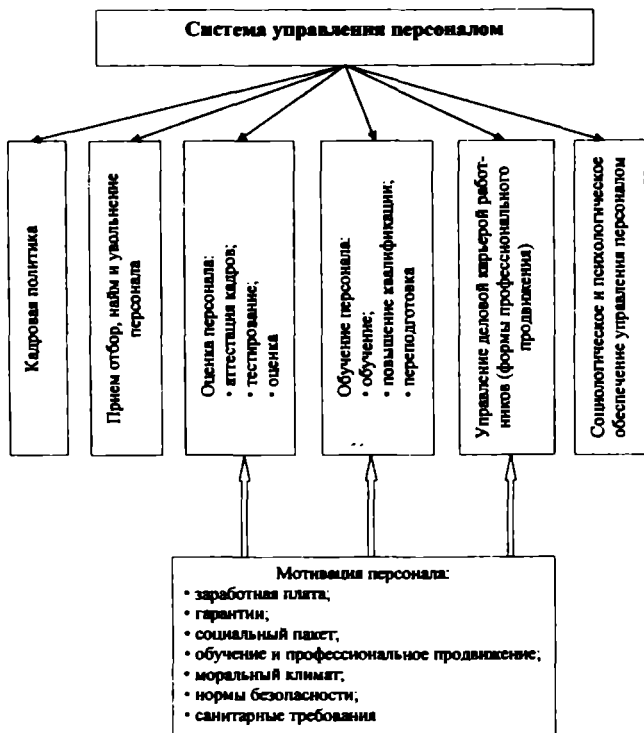 Система управления персоналом
Кадровая политика
Прием отбор, найм и увольнение
персонала
Оценка персонала:
• аттестация кадров;
• тестирование;
• оценка
Обучение персонала:
• обучение;
• повышение квалификации;
• переподготовка
Управление деловой карьерой работ-
ников (формы профессионального
продвижения)
Социологическое и психологическое
обеспечение управления персоналом
Мотивация персонала:
• заработная плата;
• гарантии;
• социальный пакет;
• обучение и профессиональное продвижение;
• моральный климат;
• нормы безопасности;
• санитарные требования